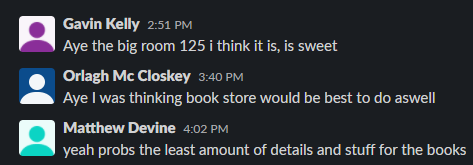 Gavin Kelly 2:51 PM
Aye the big room 125 i think it is, is sweet
Orlagh Mc Closkey 3:40 PM
Aye I was thinking book store would be best to do aswell
Matthew Devine 4:02 PM
yeah probs the least amount of details and stuff for the books